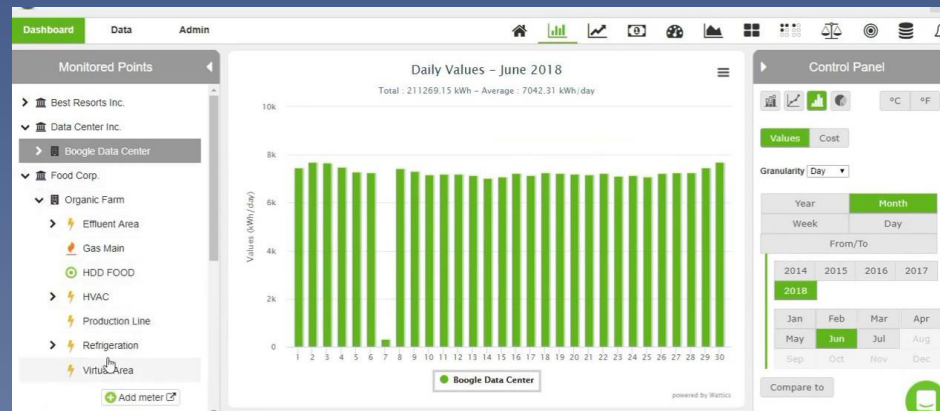 Dashboard Data Admin
Monitored Points
Best Resorts Inc.
Data Center Inc.
Boogle Data Center
Food Corp.
Organic Farm
Effluent Area
Gas Main
HDD FOOD
HVAC
Production Line
Refrigeration
Virtual Area
Add meter
Daily Values - June 2018
Total : 211269.15 kWh - Average : 7042.31 kWh/day
Values (kWh/day)
10k
8k
6k
4k
2k
0
1 2 3 4 5 6 7 8 9 10 11 12 13 14 15 16 17 18 19 20 21 22 23 24 25 26 27 28 29 30
Boogle Data Center
powered by Wattics
Control Panel
°C °F
Values Cost
Granularity Day
Year Month
Week Day
From/To
2014 2015 2016 2017
2018
Jan Feb Mar Apr
May Jun Jul Aug
Sep Oct Nov Dec
Compare to